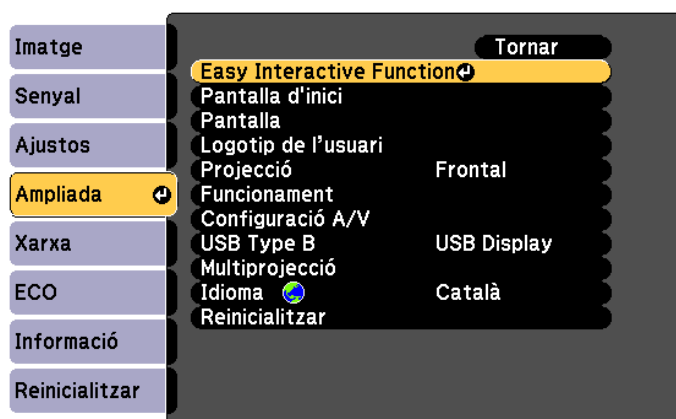 Imatge
Senyal
Ajustos
Ampliada
Xarxa
ECO
Informació
Reinicialitzar
Tornar
Easy Interactive Function
Pantalla d'inici
Pantalla
Logotip de l’usuari
Projecció Frontal
Funcionament
Configuració A/V
USB Type B USB Display
Multiprojecció
Idioma Català
Reinicialitzar